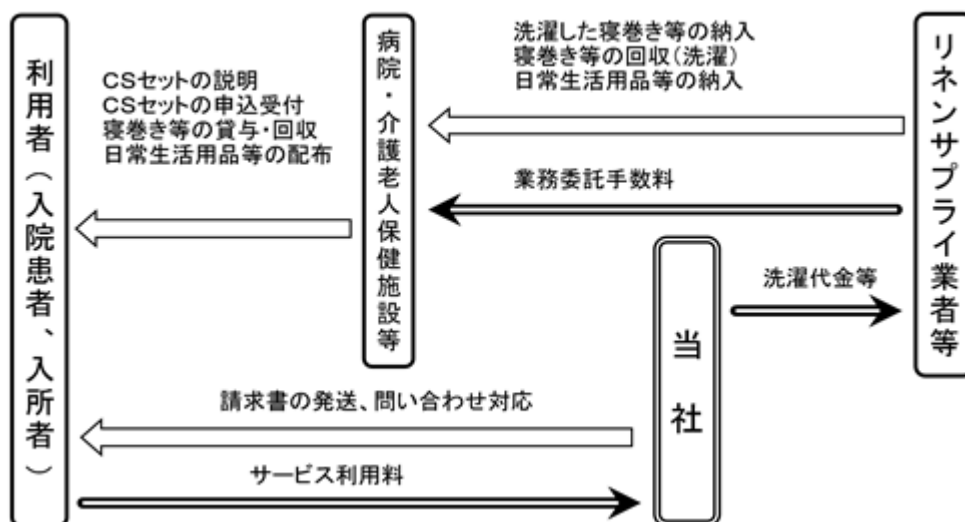 利用者（入院患者、入所者）
CSセットの説明
CSセットの申込受付
寝巻き等の貸与・回収
日常生活用品等の配布
病院・介護老人保健施設等
洗濯した寝巻き等の納入
寝巻き等の回収(洗濯)
日常生活用品等の納入
業務委託手数料
リネンサプライ業者等
洗濯代金等
当社
請求書の発送、問い合わせ対応
サービス利用料